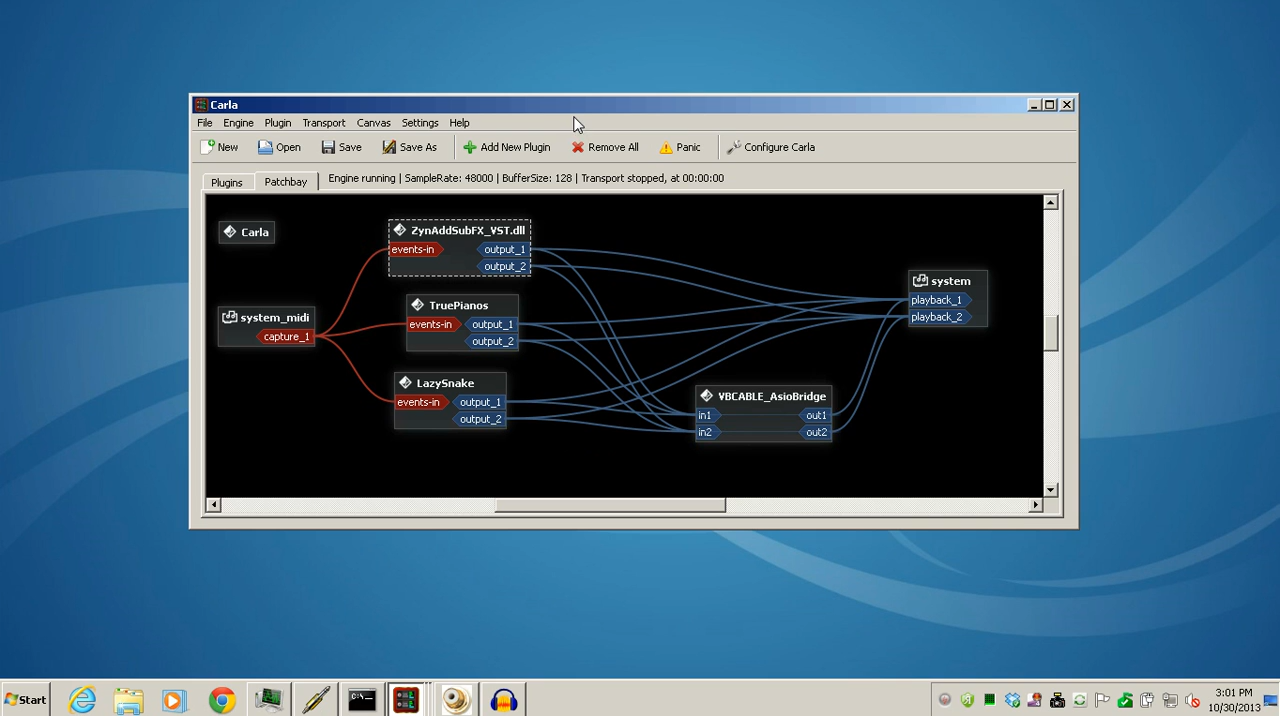 Carla
File Engine Plugin Transport Canvas Settings Help
New Open Save Save As Add New Plugin Remove All Panic Configure Carla
Plugins Patchbay Engine running | SampleRate: 48000 | BufferSize: 128 | Transport stopped, at 00:00:00
Carla
system_midi
capture_1
ZynAddSubFX_VST.dll
events-in output_1
output_2
TruePianos
events-in output_1
output_2
LazySnake
events-in output_1
output_2
VBCABLE_AsioBridge
in1 out1
in2 out2
system
playback_1
playback_2
Start
3:01 PM
10/30/2013